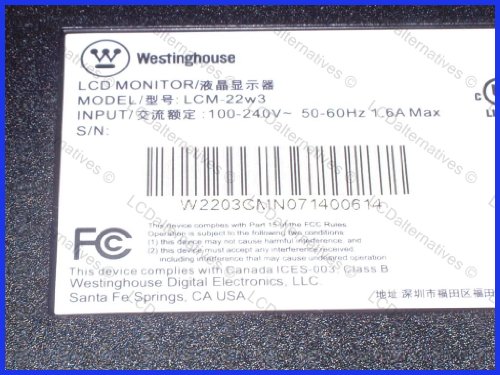 Westinghouse
LCD MONITOR/液晶显示器
MODEL/型号: LCM-22w3
INPUT/交流额定: 100-240V~ 50-60Hz 1.6A Max
S/N:
W2203CMN071400614
FC
This device complies with Part 15 of the FCC Rules
Operation is subject to the following two conditions:
(1) this device may not cause harmful interference, and
(2) this device must accept any interference received
including interference that may cause undesired operation
This device complies with Canada ICES-003, Class B
Westinghouse Digital Electronics, LLC.
Santa Fe Springs, CA USA
地址 深圳市福田区福
LCDalternatives ©